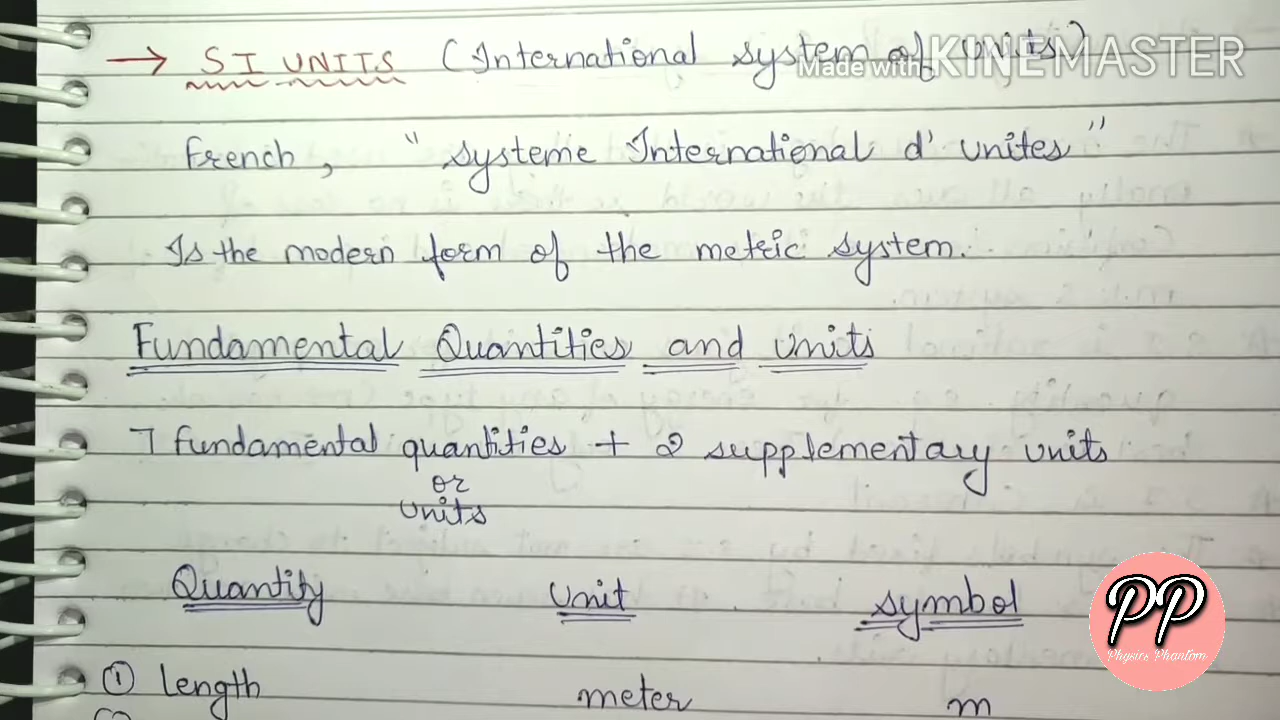 → SI UNITS (International system of units)
Made with KINEMASTER
French, "Systeme International d' unites"
Is the modern form of the metric system.
Fundamental Quantities and Units
7 fundamental quantities + 2 supplementary units
or
units
Quantity Unit Symbol
① length meter m
PP
Physics Phantom